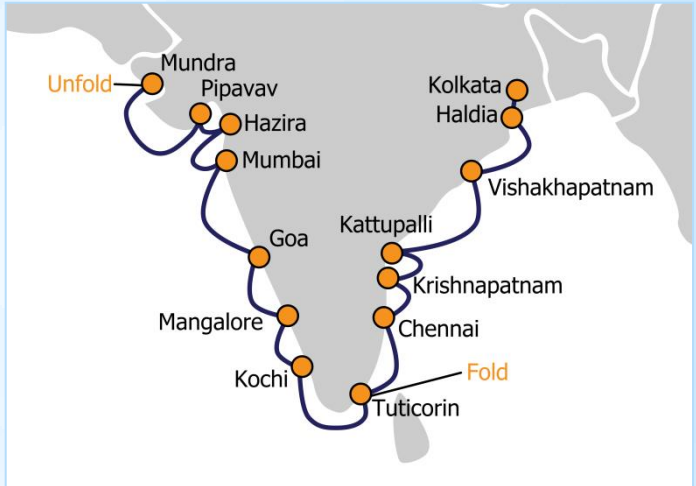 Mundra
Unfold
Pipavav
Hazira
Mumbai
Goa
Mangalore
Kochi
Kolkata
Haldia
Vishakhapatnam
Kattupalli
Krishnapatnam
Chennai
Fold
Tuticorin